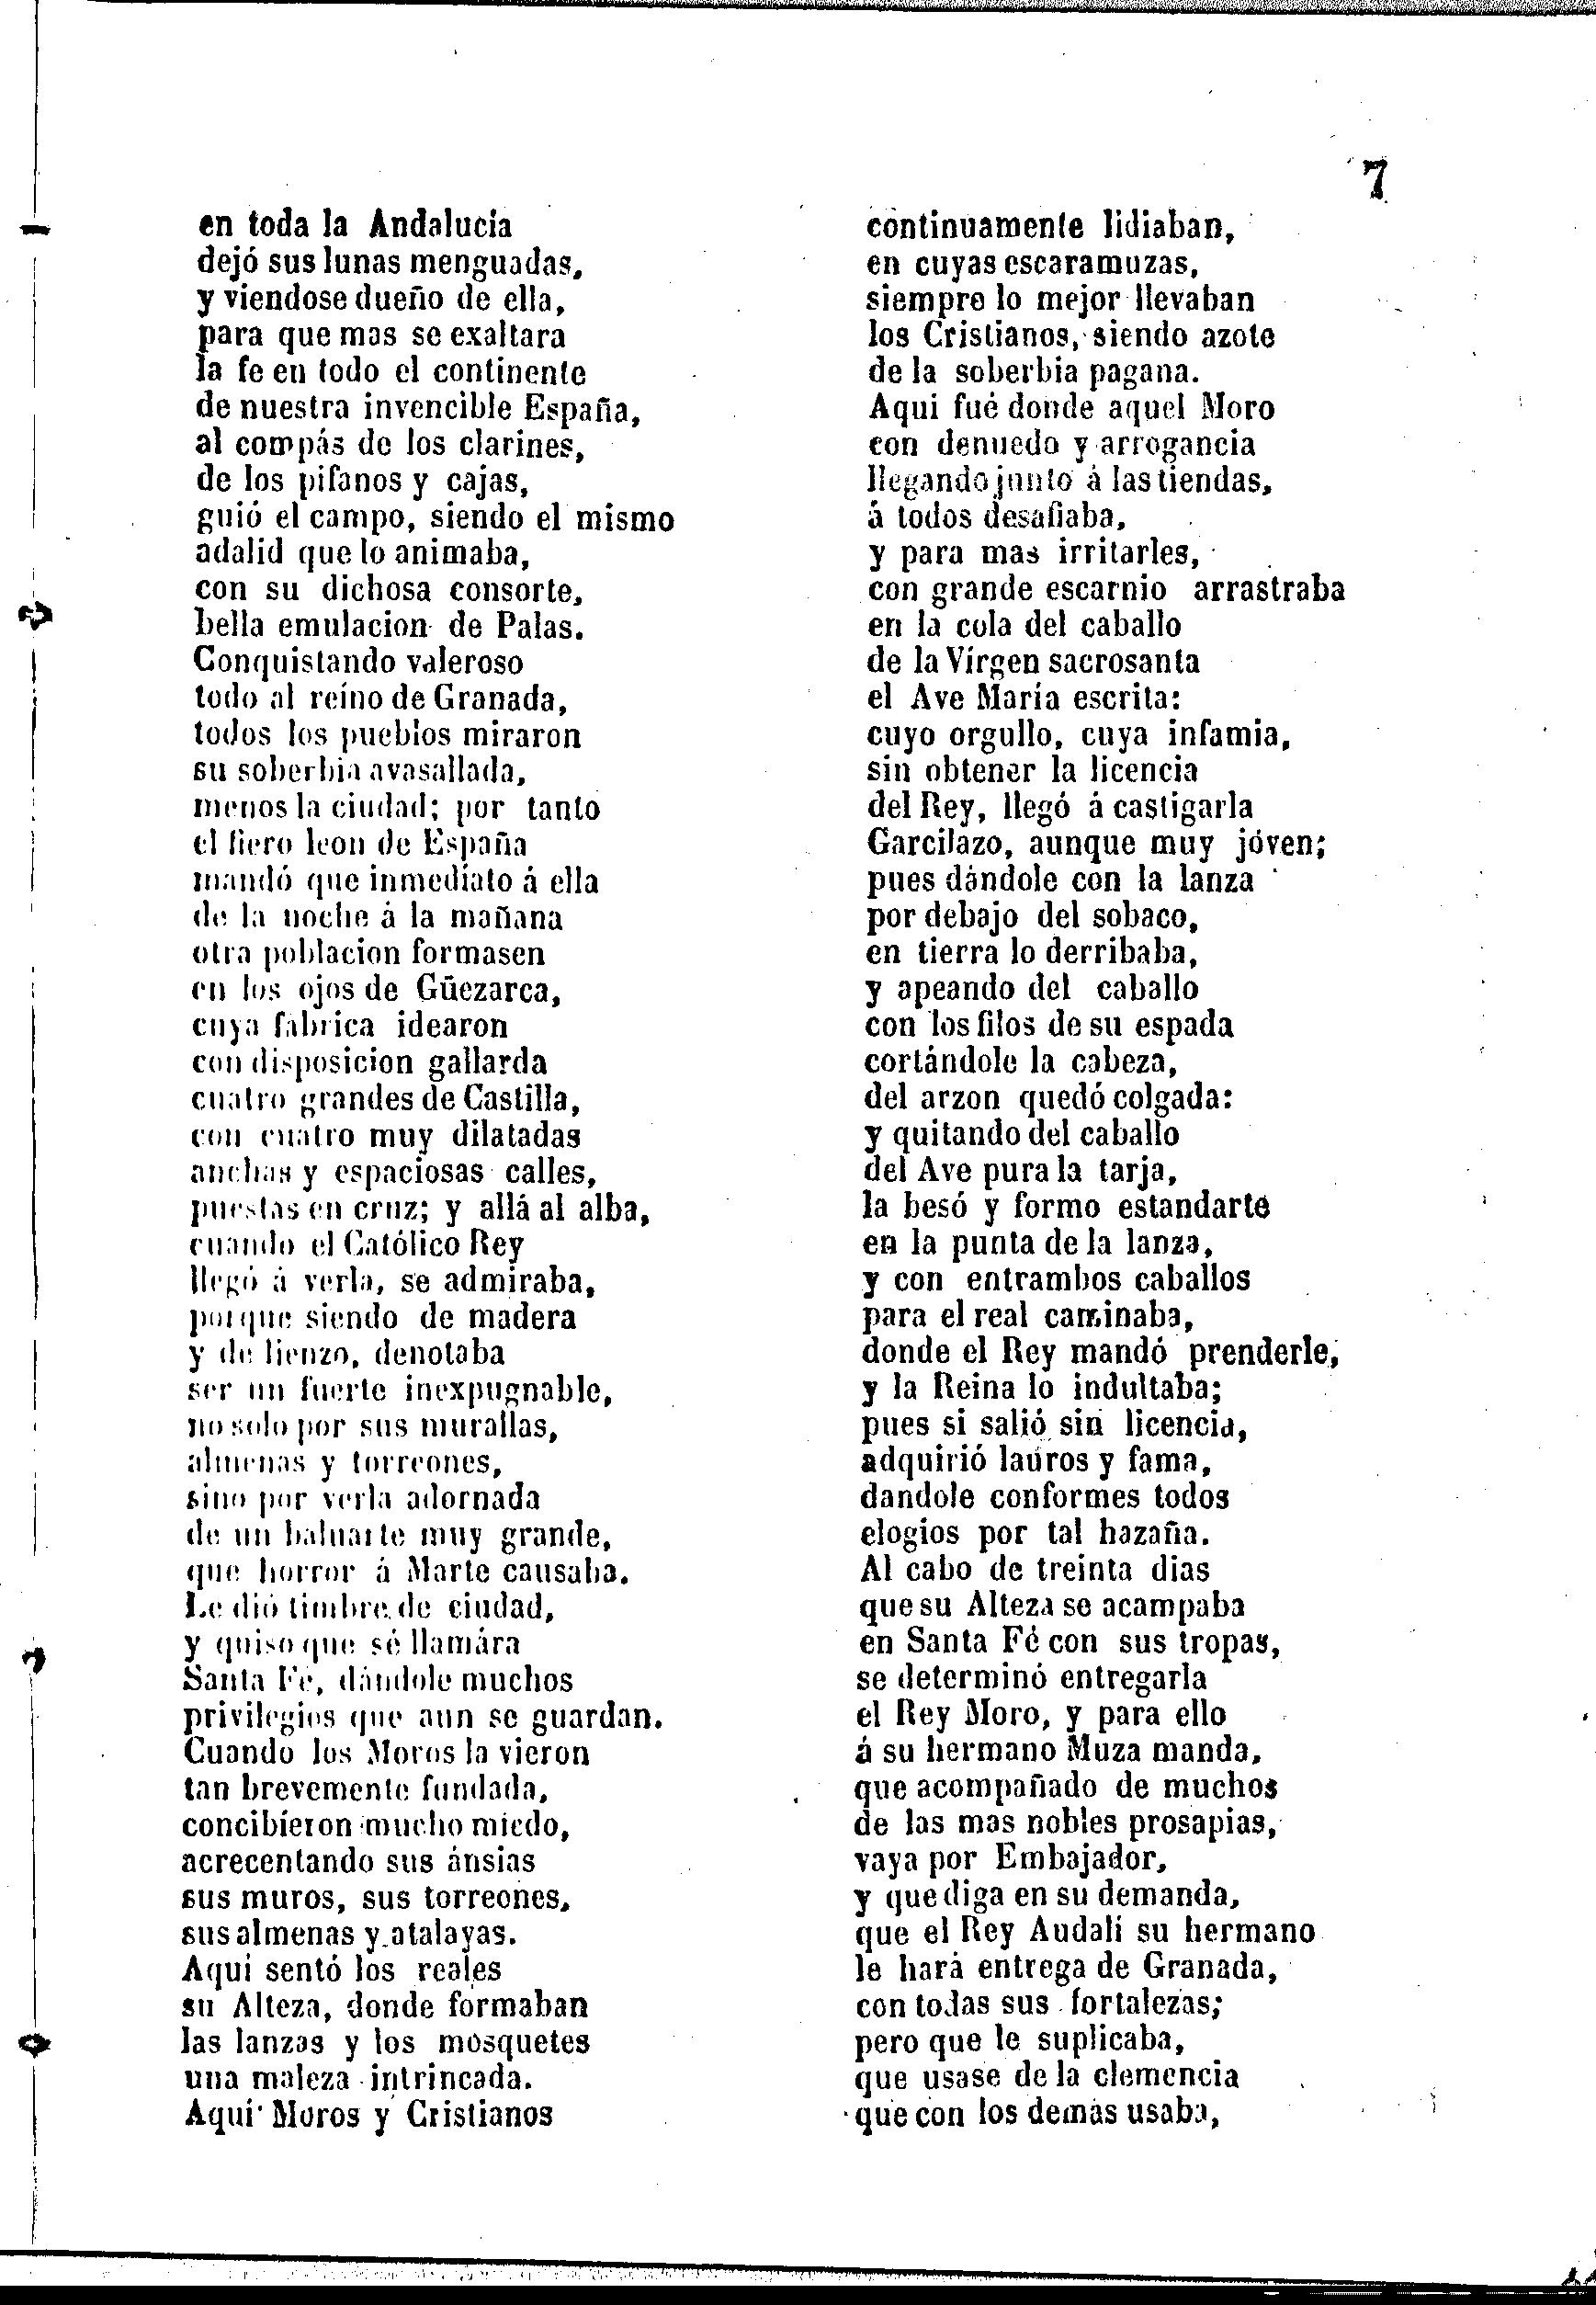 7
en toda la Andalucía
dejó sus lunas menguadas,
y viendose dueño de ella,
para que mas se exaltara
la fe en todo el continente
de nuestra invencible España,
al compás de los clarines,
de los pifanos y cajas,
guió el campo, siendo el mismo
adalid que lo animaba,
con su dichosa consorte,
bella emulacion de Palas.
Conquistando valeroso
todo al reíno de Granada,
todos los pueblos miraron
su soberbia avasallada,
menos la ciudad; por tanto
el fiero leon de España
mandó que inmediato á ella
de la noche á la mañana
otra poblacion formasen
en los ojos de Güezarca,
cuya fabrica idearon
con disposicion gallarda
cuatro grandes de Castilla,
con cuatro muy dilatadas
anchas y espaciosas calles,
puestas en cruz; y allá al alba,
cuando el Católico Rey
llegó á verla, se admiraba,
porque siendo de madera
y de lienzo, denotaba
ser un fuerte inexpugnable,
no solo por sus murallas,
almenas y torreones,
sino por verla adornada
de un baluarte muy grande,
que horror á Marte causaba.
Le dió timbre de ciudad,
y quiso que sé llamára
Santa Fé, dándole muchos
privilegios que aun se guardan.
Cuando los Moros la vieron
tan brevemente fundada,
concibíeron mucho miedo,
acrecentando sus ánsias
sus muros, sus torreones,
sus almenas y atalayas.
Aqui sentó los reales
su Alteza, donde formaban
las lanzas y los mosquetes
una maleza intrincada.
Aquí Moros y Cristianos
continuamente lidiaban,
en cuyas escaramuzas,
siempre lo mejor llevaban
los Cristianos, siendo azote
de la soberbia pagana.
Aqui fué donde aquel Moro
con denuedo y arrogancia
llegando junto á las tiendas,
á todos desafiaba,
y para mas irritarles,
con grande escarnio arrastraba
en la cola del caballo
de la Vírgen sacrosanta
el Ave María escrita:
cuyo orgullo, cuya infamia,
sin obtener la licencia
del Rey, llegó á castigarla
Garcilazo, aunque muy jóven;
pues dándole con la lanza
por debajo del sobaco,
en tierra lo derribaba,
y apeando del caballo
con los filos de su espada
cortándole la cabeza,
del arzon quedó colgada:
y quitando del caballo
del Ave pura la tarja,
la besó y formo estandarte
en la punta de la lanza,
y con entrambos caballos
para el real caminaba,
donde el Rey mandó prenderle,
y la Reina lo indultaba;
pues si salió sin licencia,
adquirió lauros y fama,
dandole conformes todos
elogios por tal hazaña.
Al cabo de treinta dias
que su Alteza se acampaba
en Santa Fé con sus tropas,
se determinó entregarla
el Rey Moro, y para ello
á su hermano Muza manda,
que acompañado de muchos
de las mas nobles prosapias,
vaya por Embajador,
y que diga en su demanda,
que el Rey Audalí su hermano
le hará entrega de Granada,
con todas sus fortalezas;
pero que le suplicaba,
que usase de la clemencia
que con los demás usaba,